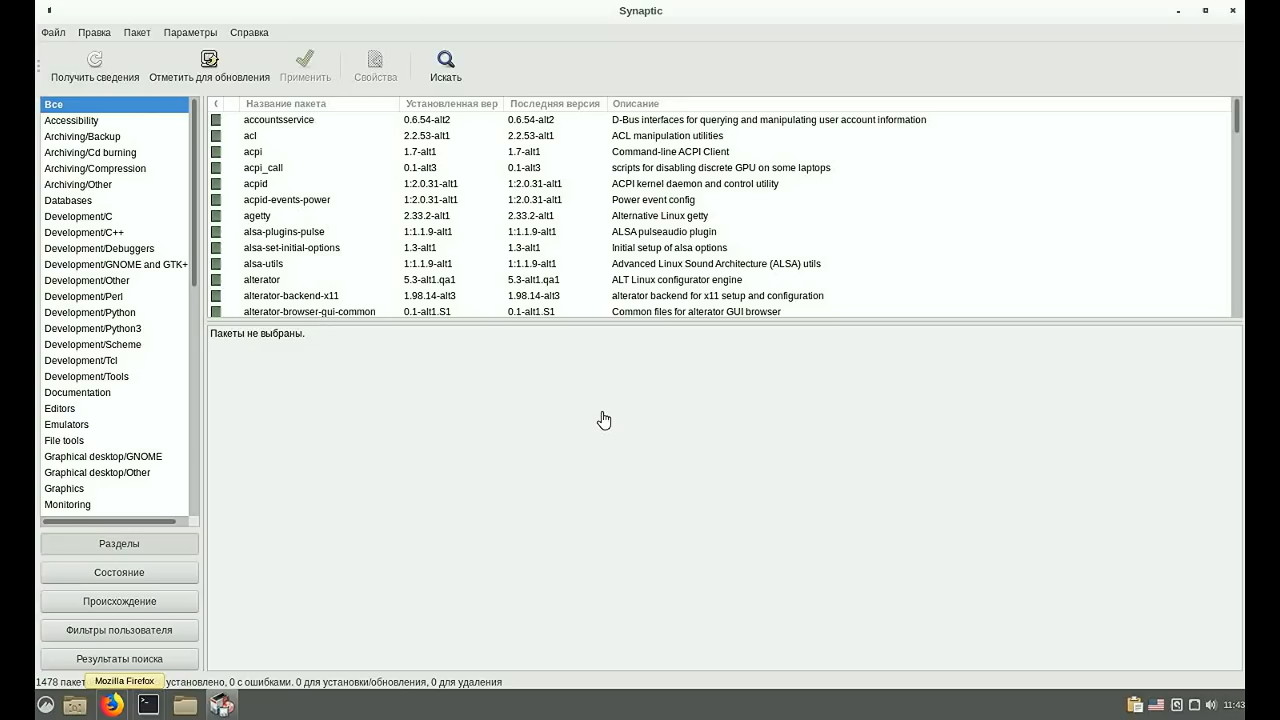 Synaptic
Файл Правка Пакет Параметры Справка
Получить сведения Отметить для обновления Применить Свойства Искать
Все
Accessibility
Archiving/Backup
Archiving/Cd burning
Archiving/Compression
Archiving/Other
Databases
Development/C
Development/C++
Development/Debuggers
Development/GNOME and GTK+
Development/Other
Development/Perl
Development/Python
Development/Python3
Development/Scheme
Development/Tcl
Development/Tools
Documentation
Editors
Emulators
File tools
Graphical desktop/GNOME
Graphical desktop/Other
Graphics
Monitoring
Разделы
Состояние
Происхождение
Фильтры пользователя
Результаты поиска
Название пакета Установленная вер Последняя версия Описание
accountsservice 0.6.54-alt2 0.6.54-alt2 D-Bus interfaces for querying and manipulating user account information
acl 2.2.53-alt1 2.2.53-alt1 ACL manipulation utilities
acpi 1.7-alt1 1.7-alt1 Command-line ACPI Client
acpi_call 0.1-alt3 0.1-alt3 scripts for disabling discrete GPU on some laptops
acpid 1:2.0.31-alt1 1:2.0.31-alt1 ACPI kernel daemon and control utility
acpid-events-power 1:2.0.31-alt1 1:2.0.31-alt1 Power event config
agetty 2.33.2-alt1 2.33.2-alt1 Alternative Linux getty
alsa-plugins-pulse 1:1.1.9-alt1 1:1.1.9-alt1 ALSA pulseaudio plugin
alsa-set-initial-options 1.3-alt1 1.3-alt1 Initial setup of alsa options
alsa-utils 1:1.1.9-alt1 1:1.1.9-alt1 Advanced Linux Sound Architecture (ALSA) utils
alterator 5.3-alt1.qa1 5.3-alt1.qa1 ALT Linux configurator engine
alterator-backend-x11 1.98.14-alt3 1.98.14-alt3 alterator backend for x11 setup and configuration
alterator-browser-gui-common 0.1-alt1.S1 0.1-alt1.S1 Common files for alterator GUI browser
Пакеты не выбраны.
1478 пакет установлено, 0 с ошибками. 0 для установки/обновления, 0 для удаления
Mozilla Firefox
11:43